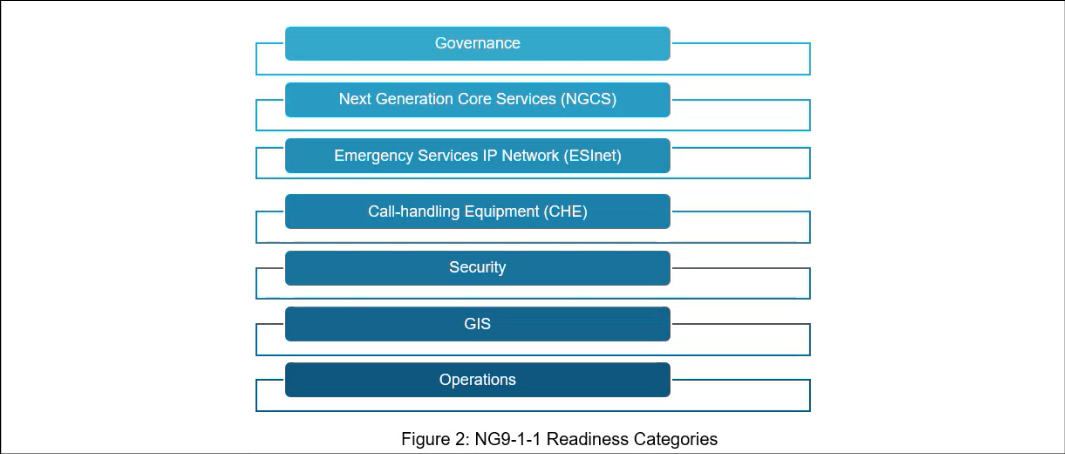 Governance
Next Generation Core Services (NGCS)
Emergency Services IP Network (ESInet)
Call-handling Equipment (CHE)
Security
GIS
Operations
Figure 2: NG9-1-1 Readiness Categories